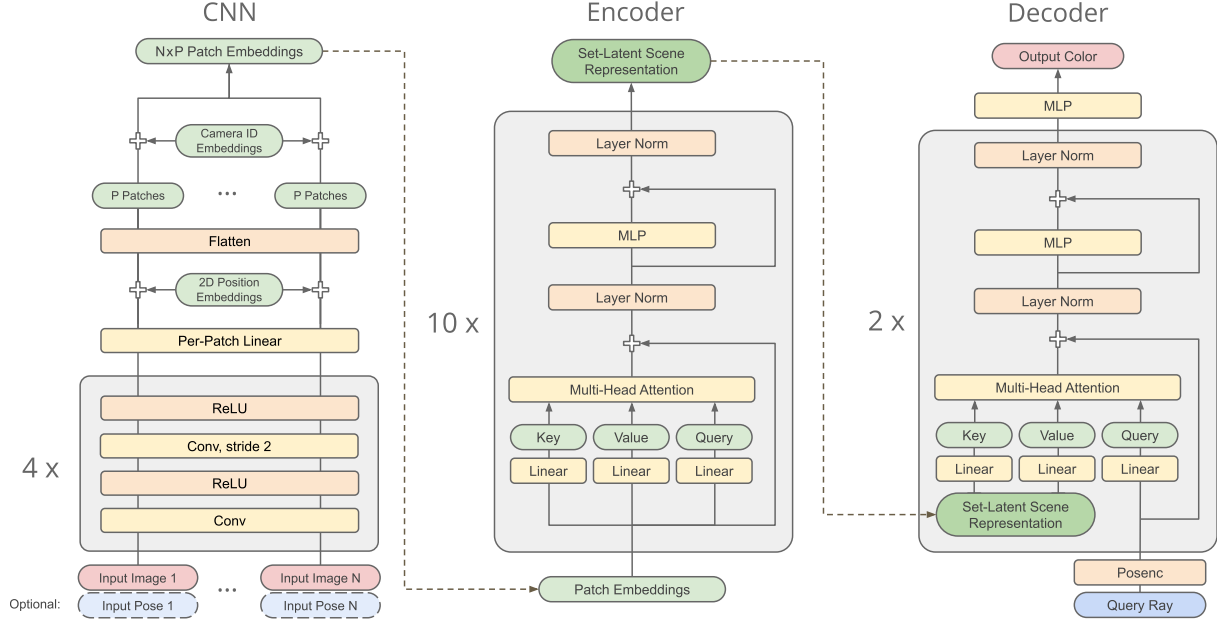 CNN
NxP Patch Embeddings
Camera ID
Embeddings
P Patches
...
P Patches
Flatten
2D Position
Embeddings
Per-Patch Linear
4 x
ReLU
Conv, stride 2
ReLU
Conv
Input Image 1
...
Input Image N
Optional:
Input Pose 1
Input Pose N
Encoder
Set-Latent Scene
Representation
10 x
Layer Norm
MLP
Layer Norm
Multi-Head Attention
Key
Value
Query
Linear
Linear
Linear
Patch Embeddings
Decoder
Output Color
MLP
2 x
Layer Norm
MLP
Layer Norm
Multi-Head Attention
Key
Value
Query
Linear
Linear
Linear
Set-Latent Scene
Representation
Posenc
Query Ray